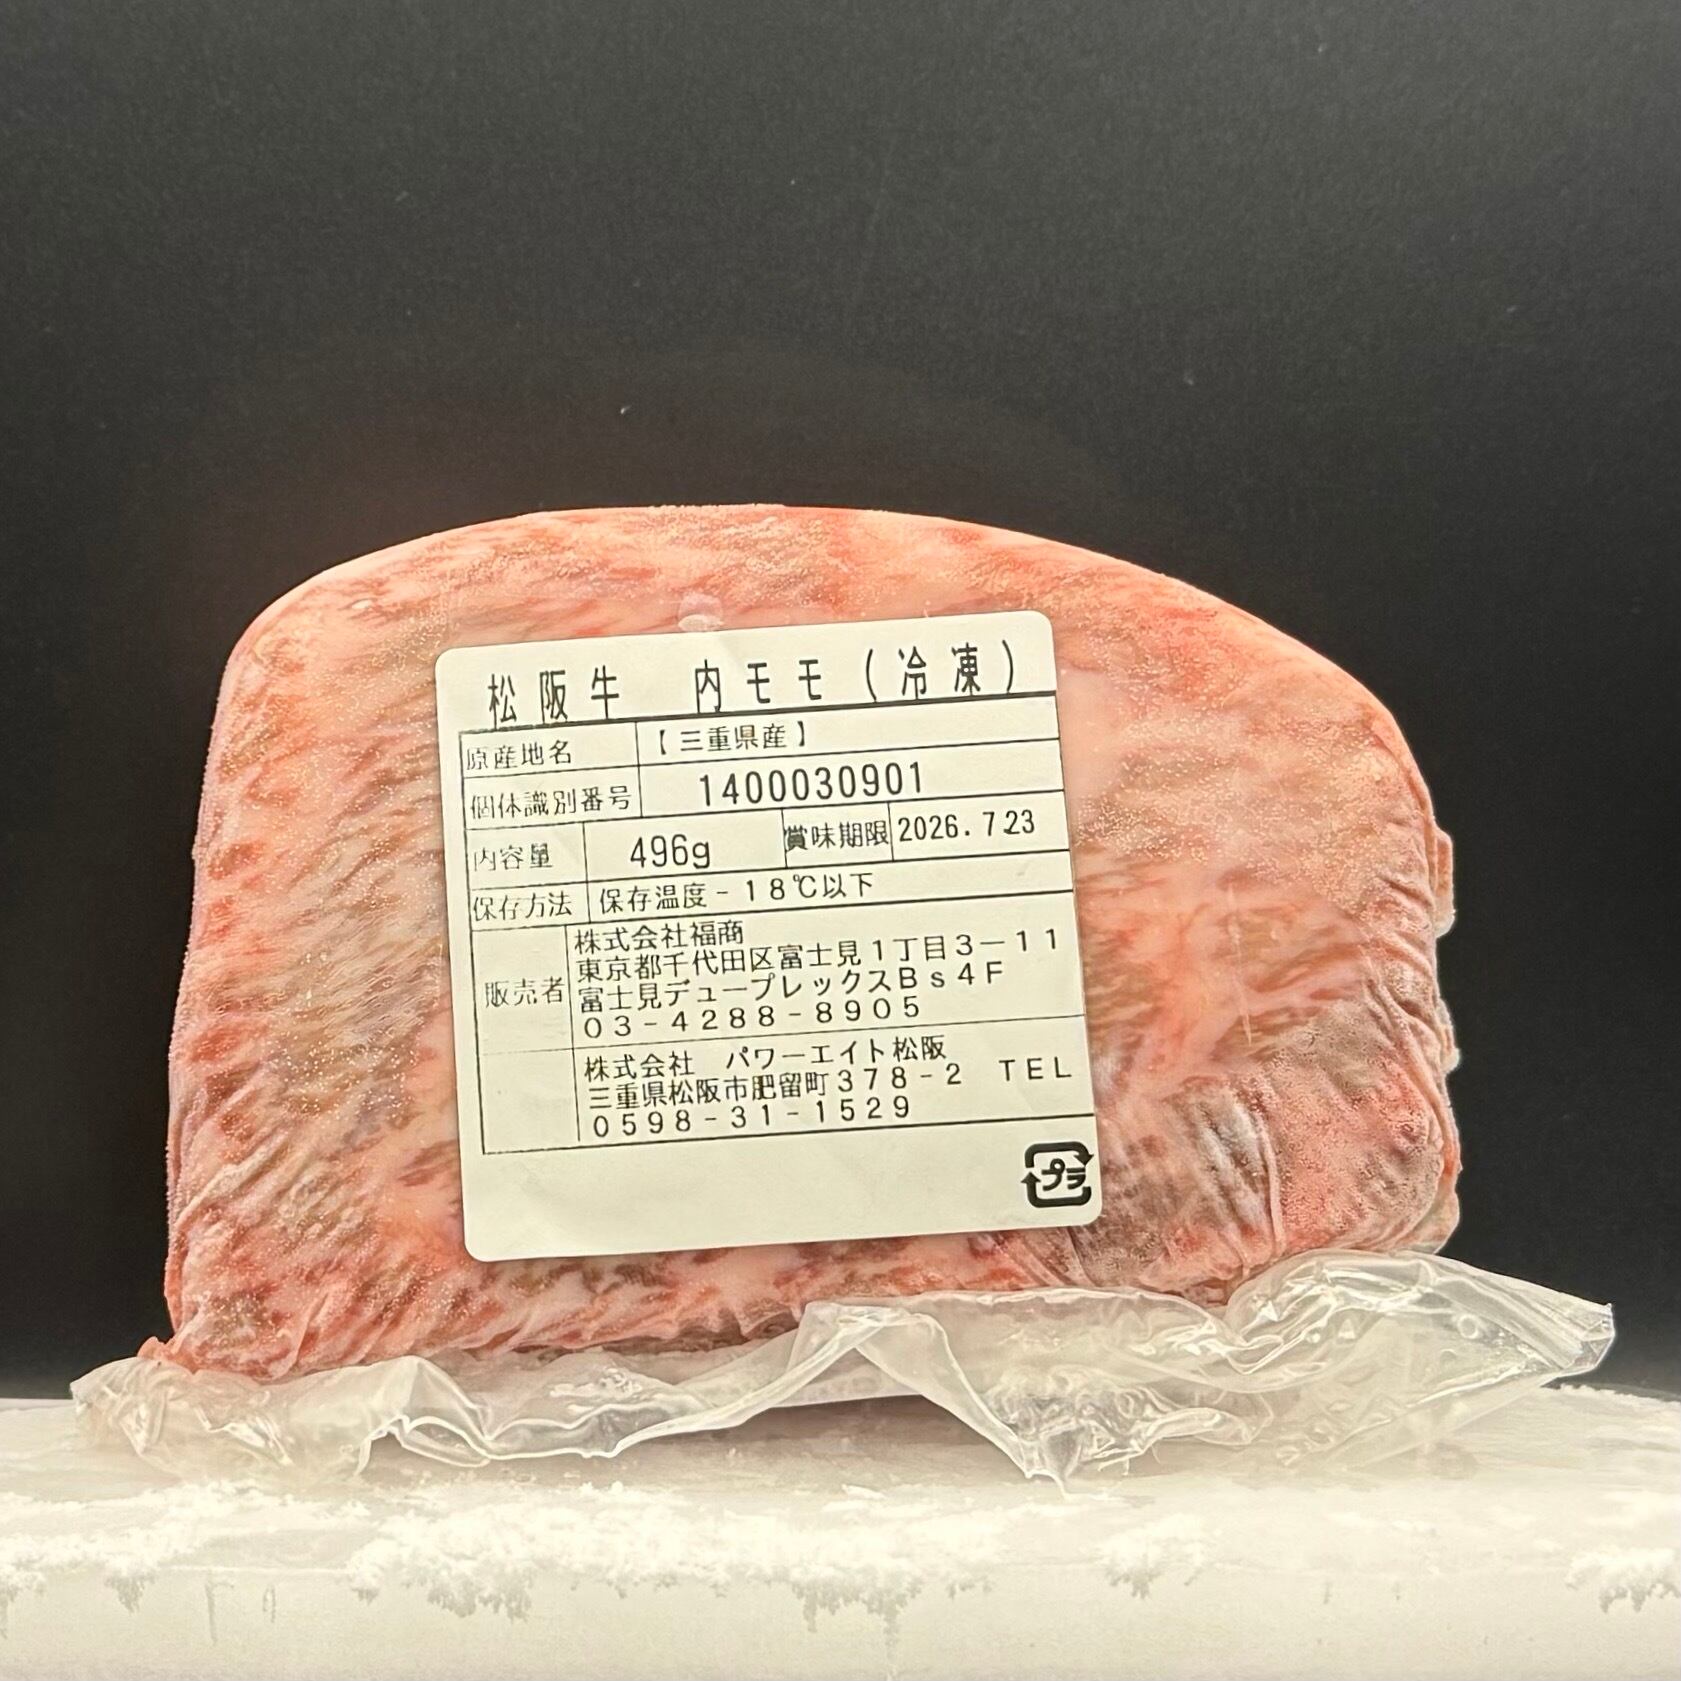 松阪牛 内モモ(冷凍)
原産地名 【三重県産】
個体識別番号 1400030901
内容量 496g 賞味期限 2026.7.23
保存方法 保存温度-18℃以下
販売者 株式会社福商
東京都千代田区富士見1丁目3-11
富士見デュープレックスBs4F
03-4288-8905
株式会社 パワーエイト松阪
三重県松阪市肥留町378-2 TEL
0598-31-1529
プラ